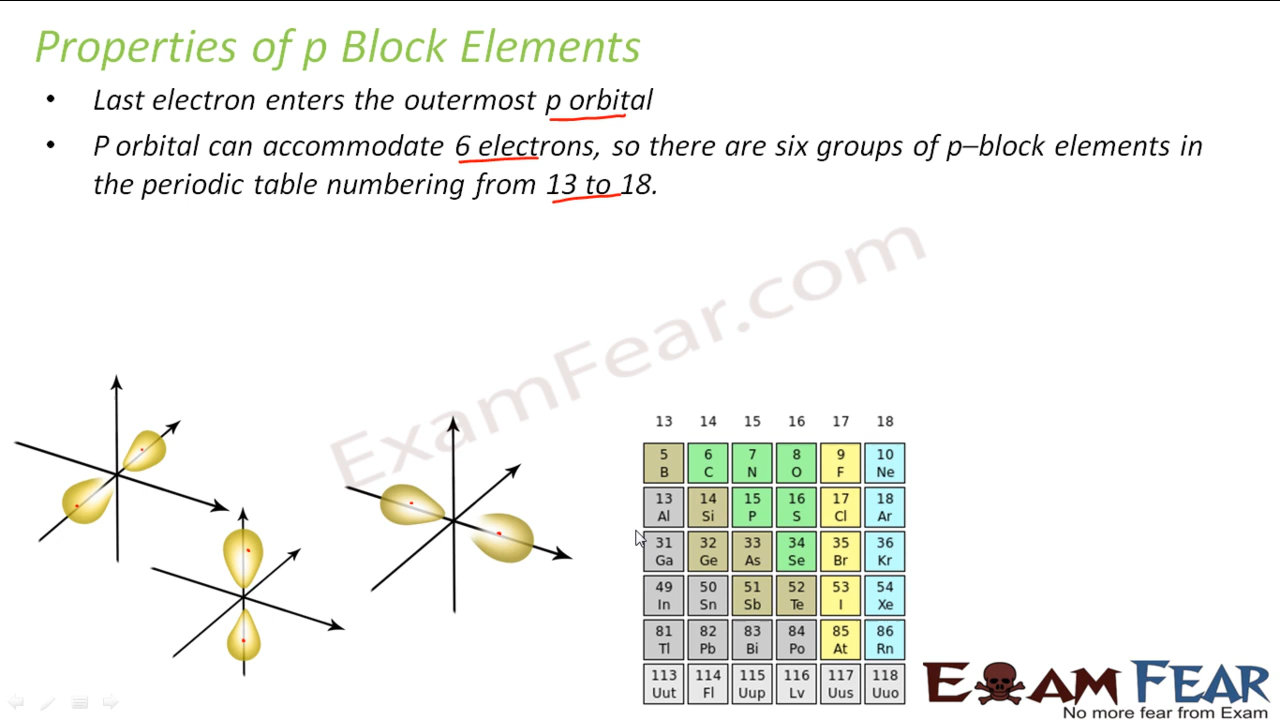 Properties of p Block Elements
• Last electron enters the outermost p orbital
• P orbital can accommodate 6 electrons, so there are six groups of p–block elements in
the periodic table numbering from 13 to 18.
ExamFear.com
13 14 15 16 17 18
5 6 7 8 9 10
B C N O F Ne
13 14 15 16 17 18
Al Si P S Cl Ar
31 32 33 34 35 36
Ga Ge As Se Br Kr
49 50 51 52 53 54
In Sn Sb Te I Xe
81 82 83 84 85 86
Tl Pb Bi Po At Rn
113 114 115 116 117 118
Uut Fl Uup Lv Uus Uuo
EXAM FEAR
No more fear from Exam